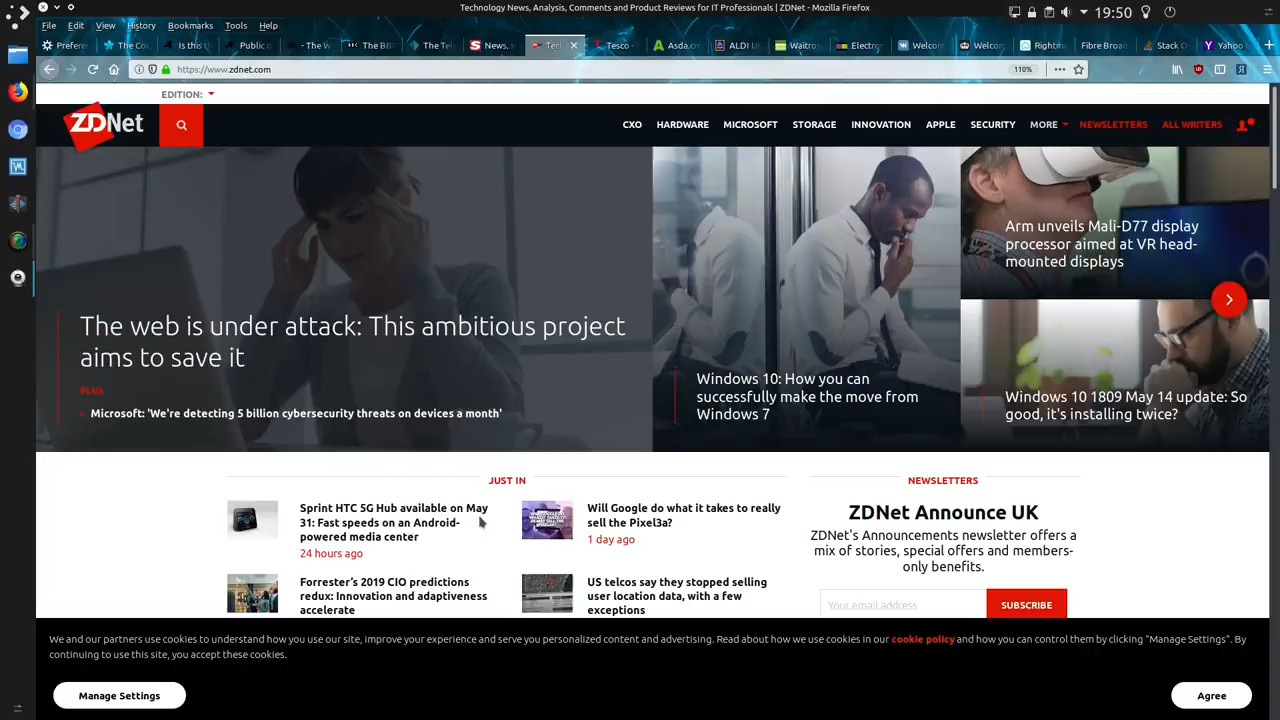 Technology News, Analysis, Comments and Product Reviews for IT Professionals | ZDNet - Mozilla Firefox
19:50
File Edit View History Bookmarks Tools Help
Prefere The Co Is this Public The W The BB The Tel News, s Tec Tesco Asda.c ALDI U Waitros Electro Welcom Welcon Rightm Fibre Broad Stack O Yahoo
https://www.zdnet.com
110%
EDITION:
ZDNet
CXO HARDWARE MICROSOFT STORAGE INNOVATION APPLE SECURITY MORE NEWSLETTERS ALL WRITERS
The web is under attack: This ambitious project
aims to save it
PLUS
Microsoft: 'We're detecting 5 billion cybersecurity threats on devices a month'
Windows 10: How you can
successfully make the move from
Windows 7
Arm unveils Mali-D77 display
processor aimed at VR head-
mounted displays
Windows 10 1809 May 14 update: So
good, it's installing twice?
JUST IN
Sprint HTC 5G Hub available on May
31: Fast speeds on an Android-
powered media center
24 hours ago
Will Google do what it takes to really
sell the Pixel3a?
1 day ago
Forrester's 2019 CIO predictions
redux: Innovation and adaptiveness
accelerate
US telcos say they stopped selling
user location data, with a few
exceptions
NEWSLETTERS
ZDNet Announce UK
ZDNet's Announcements newsletter offers a
mix of stories, special offers and members-
only benefits.
Your email address
SUBSCRIBE
We and our partners use cookies to understand how you use our site, improve your experience and serve you personalized content and advertising. Read about how we use cookies in our cookie policy and how you can control them by clicking "Manage Settings". By
continuing to use this site, you accept these cookies.
Manage Settings
Agree